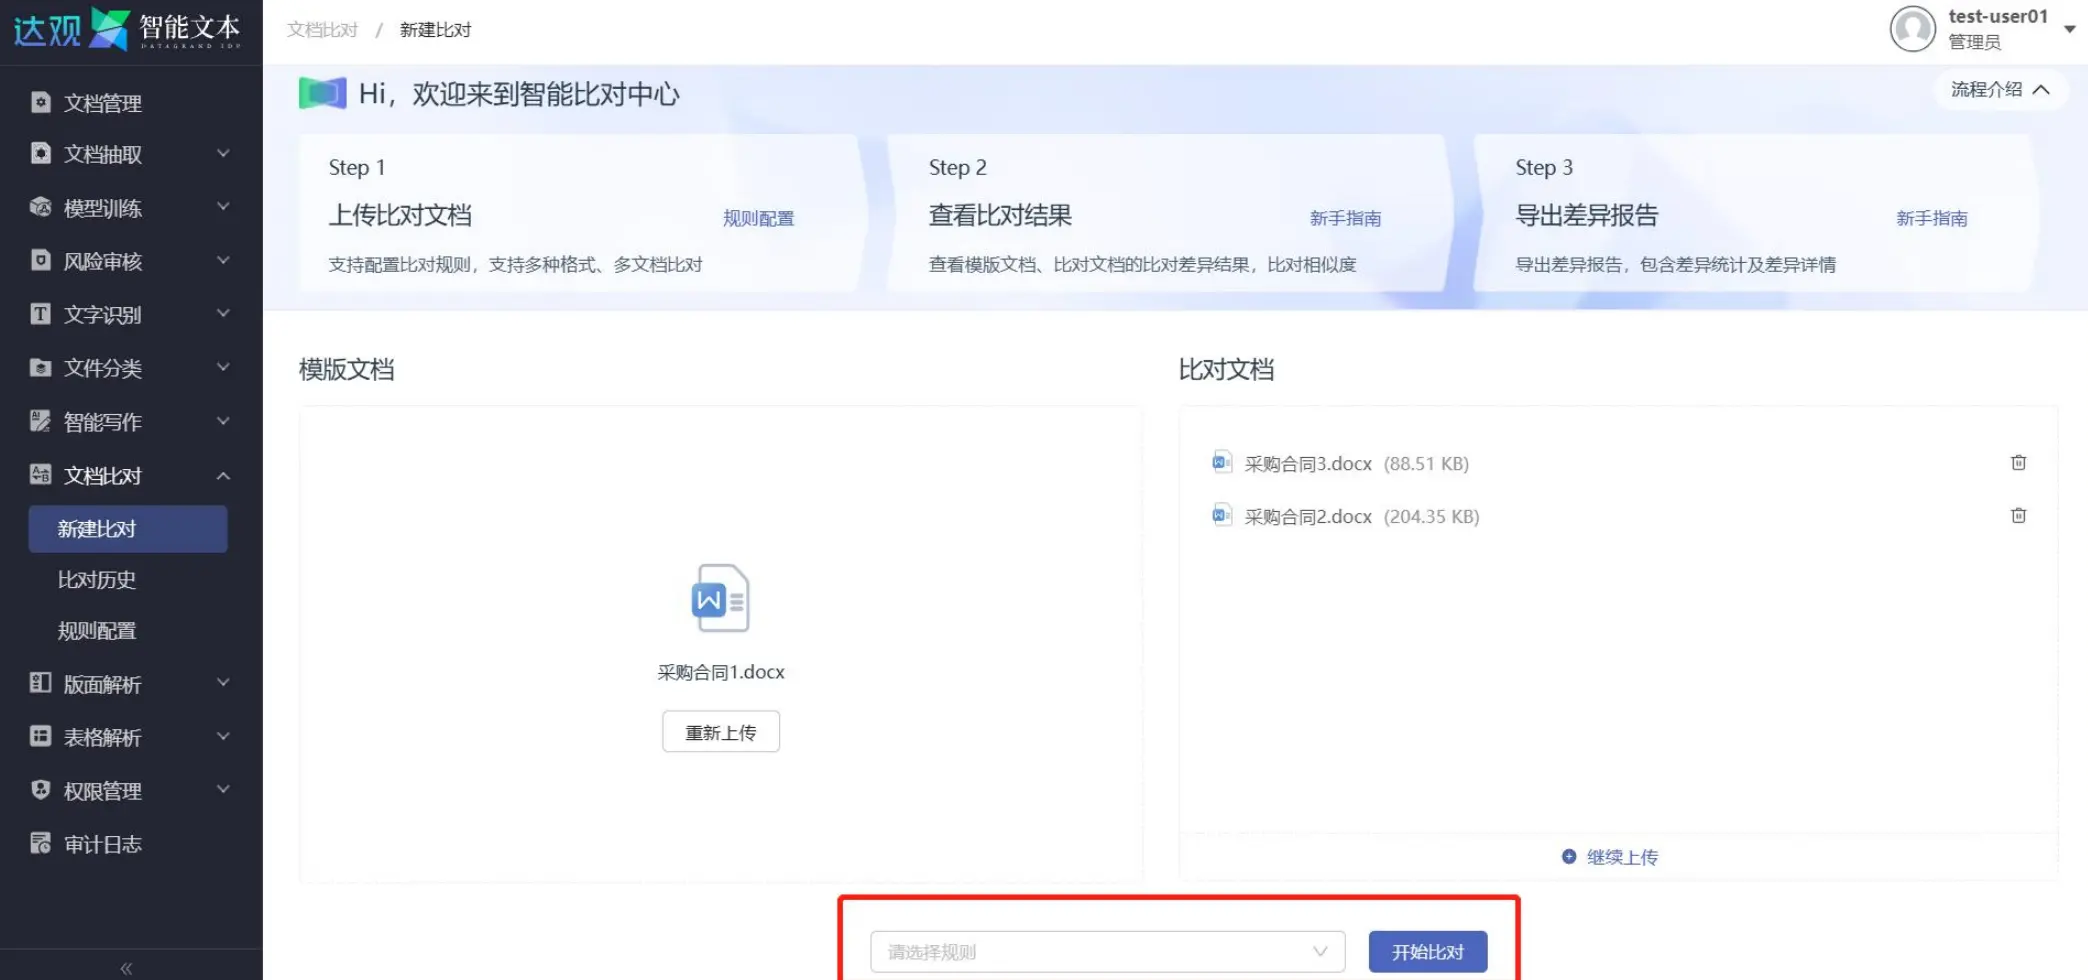 达观 智能文本
DATAGRAND IDP
文档比对 / 新建比对
test-user01
管理员
文档管理
文档抽取
模型训练
风险审核
文字识别
文件分类
智能写作
文档比对
新建比对
比对历史
规则配置
版面解析
表格解析
权限管理
审计日志
Hi，欢迎来到智能比对中心
流程介绍
Step 1
上传比对文档
规则配置
支持配置比对规则，支持多种格式、多文档比对
Step 2
查看比对结果
新手指南
查看模版文档、比对文档的比对差异结果，比对相似度
Step 3
导出差异报告
新手指南
导出差异报告，包含差异统计及差异详情
模版文档
采购合同1.docx
重新上传
比对文档
采购合同3.docx (88.51 KB)
采购合同2.docx (204.35 KB)
继续上传
请选择规则
开始比对